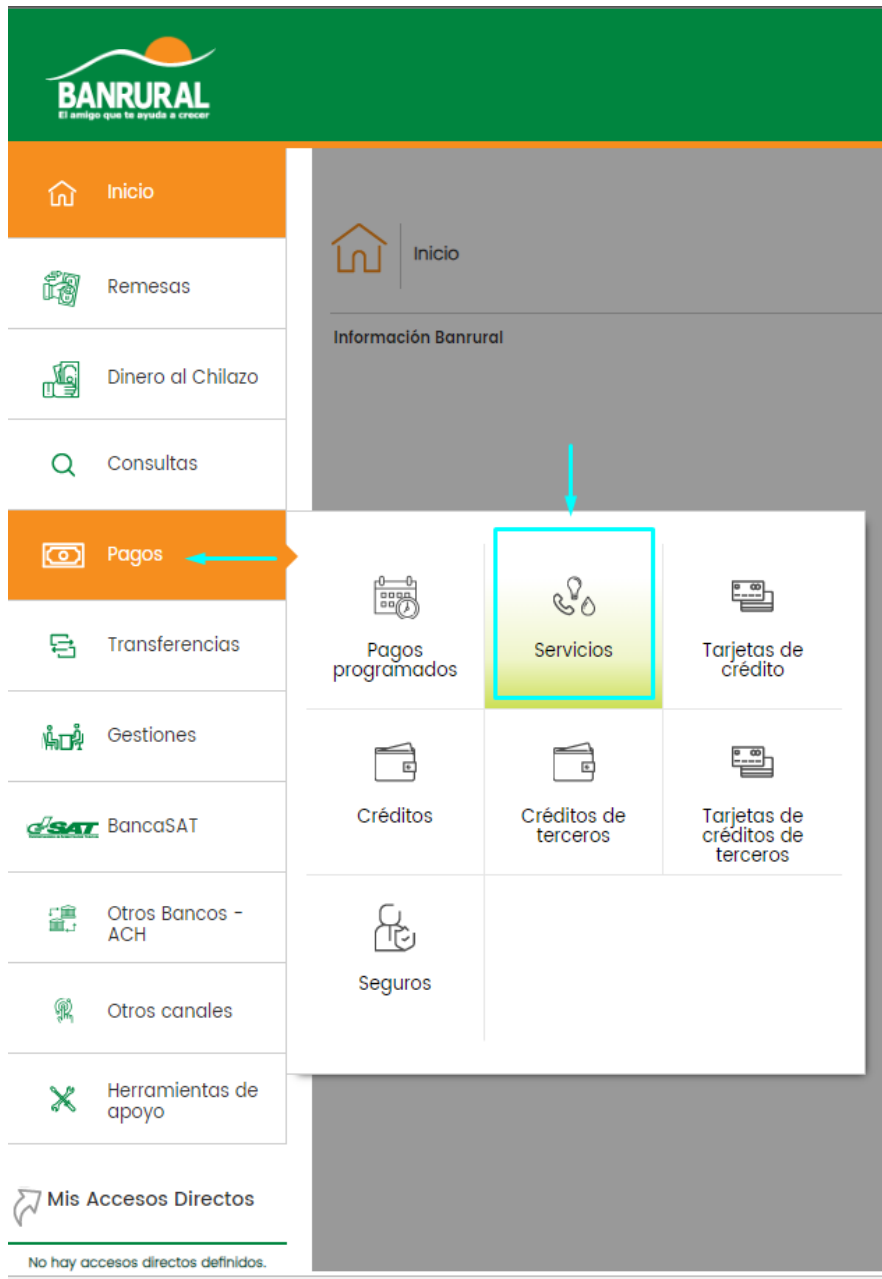 BANRURAL
El amigo que te ayuda a crecer
Inicio
Remesas
Dinero al Chilazo
Consultas
Pagos
Transferencias
Gestiones
SAT
BancaSAT
Otros Bancos -
ACH
Otros canales
Herramientas de
apoyo
Mis Accesos Directos
No hay accesos directos definidos.
Inicio
Información Banrural
Pagos
programados
Servicios
Tarjetas de
crédito
Créditos
Créditos de
terceros
Tarjetas de
créditos de
terceros
Seguros